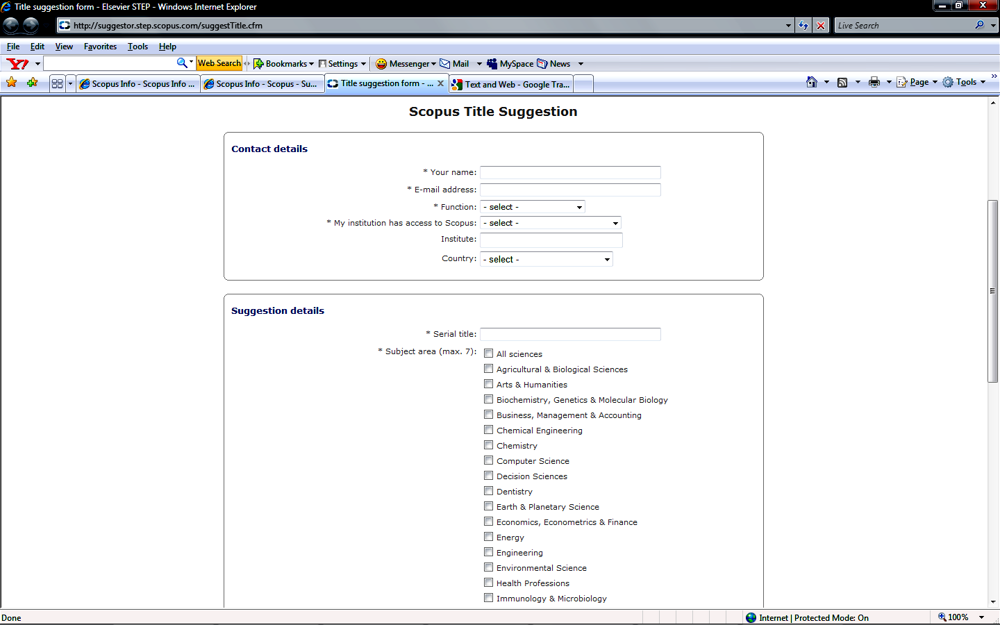 Title suggestion form - Elsevier STEP - Windows Internet Explorer
http://suggestor.step.scopus.com/suggestTitle.cfm
Live Search
File Edit View Favorites Tools Help
Y! Web Search Bookmarks Settings Messenger Mail MySpace News
Scopus Info - Scopus Info ... Scopus Info - Scopus - Su... Title suggestion form - ... Text and Web - Google Tra... Page Tools
Scopus Title Suggestion
Contact details
* Your name:
* E-mail address:
* Function: - select -
* My institution has access to Scopus: - select -
Institute:
Country: - select -
Suggestion details
* Serial title:
* Subject area (max. 7):
All sciences
Agricultural & Biological Sciences
Arts & Humanities
Biochemistry, Genetics & Molecular Biology
Business, Management & Accounting
Chemical Engineering
Chemistry
Computer Science
Decision Sciences
Dentistry
Earth & Planetary Science
Economics, Econometrics & Finance
Energy
Engineering
Environmental Science
Health Professions
Immunology & Microbiology
Done
Internet | Protected Mode: On
100%